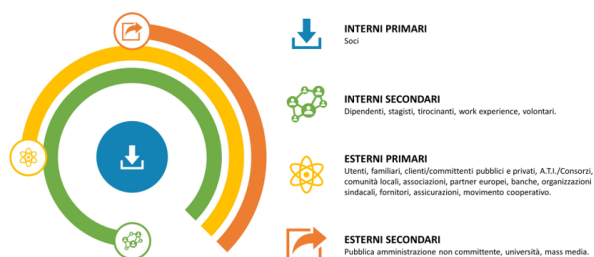 INTERNI PRIMARI
Soci
INTERNI SECONDARI
Dipendenti, stagisti, tirocinanti, work experience, volontari.
ESTERNI PRIMARI
Utenti, familiari, clienti/committenti pubblici e privati, A.T.I./Consorzi,
comunità locali, associazioni, partner europei, banche, organizzazioni
sindacali, fornitori, assicurazioni, movimento cooperativo.
ESTERNI SECONDARI
Pubblica amministrazione non committente, università, mass media.